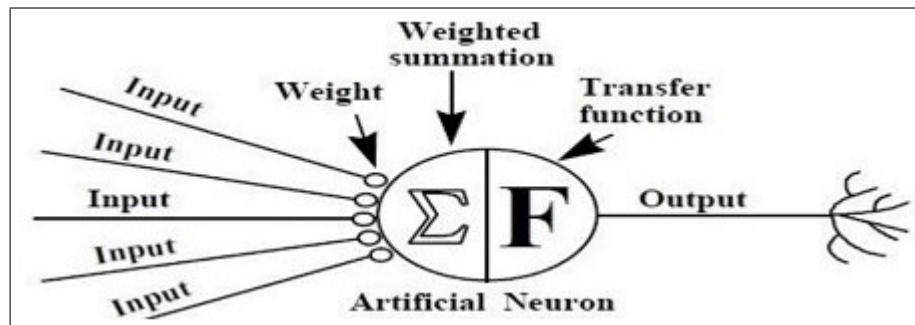 Weighted
summation
Input
Weight
Transfer
function
Input
Input
Σ
F
Output
Input
Input
Artificial Neuron